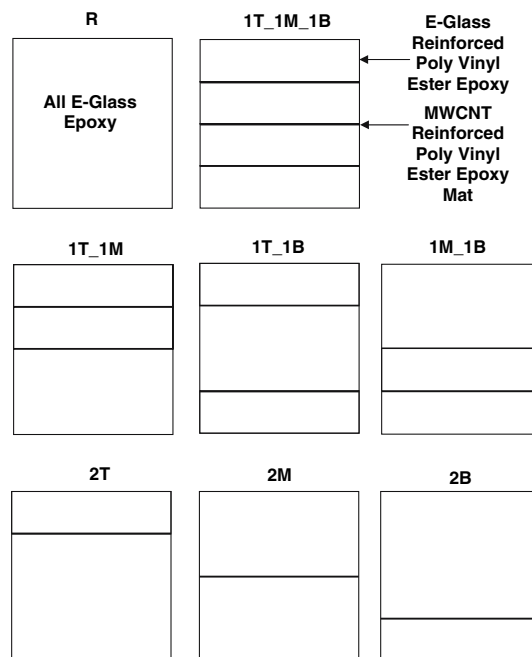 R
1T_1M_1B
E-Glass
Reinforced
Poly Vinyl
Ester Epoxy
All E-Glass
Epoxy
MWCNT
Reinforced
Poly Vinyl
Ester Epoxy
Mat
1T_1M
1T_1B
1M_1B
2T
2M
2B